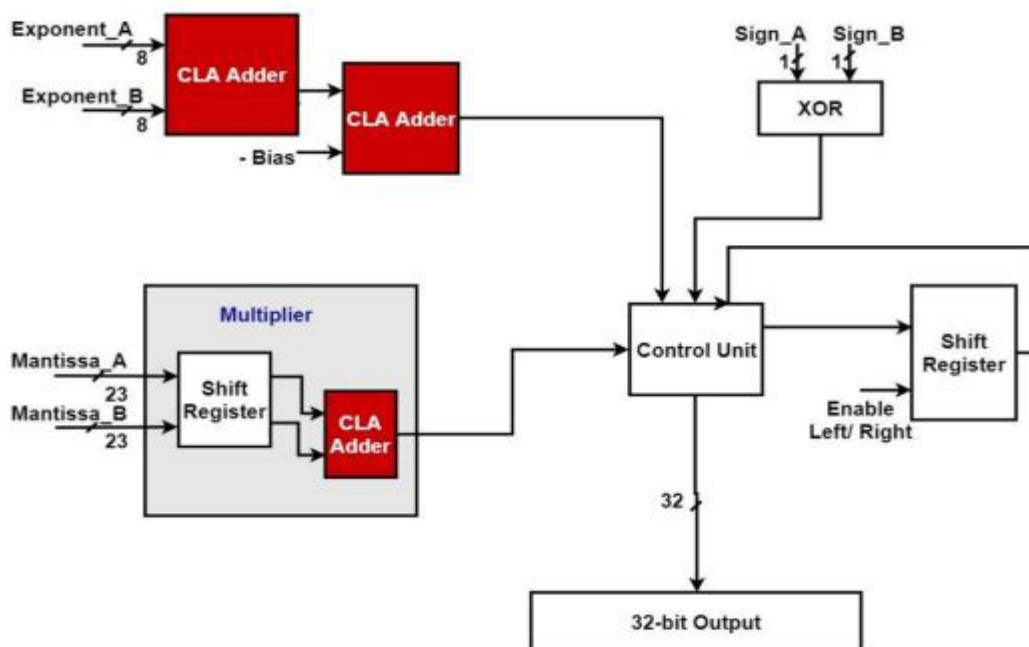 Exponent_A
8
Exponent_B
8
CLA Adder
CLA Adder
- Bias
Sign_A
Sign_B
1
1
XOR
Multiplier
Mantissa_A
23
Mantissa_B
23
Shift
Register
CLA
Adder
Control Unit
Shift
Register
Enable
Left/ Right
32
32-bit Output